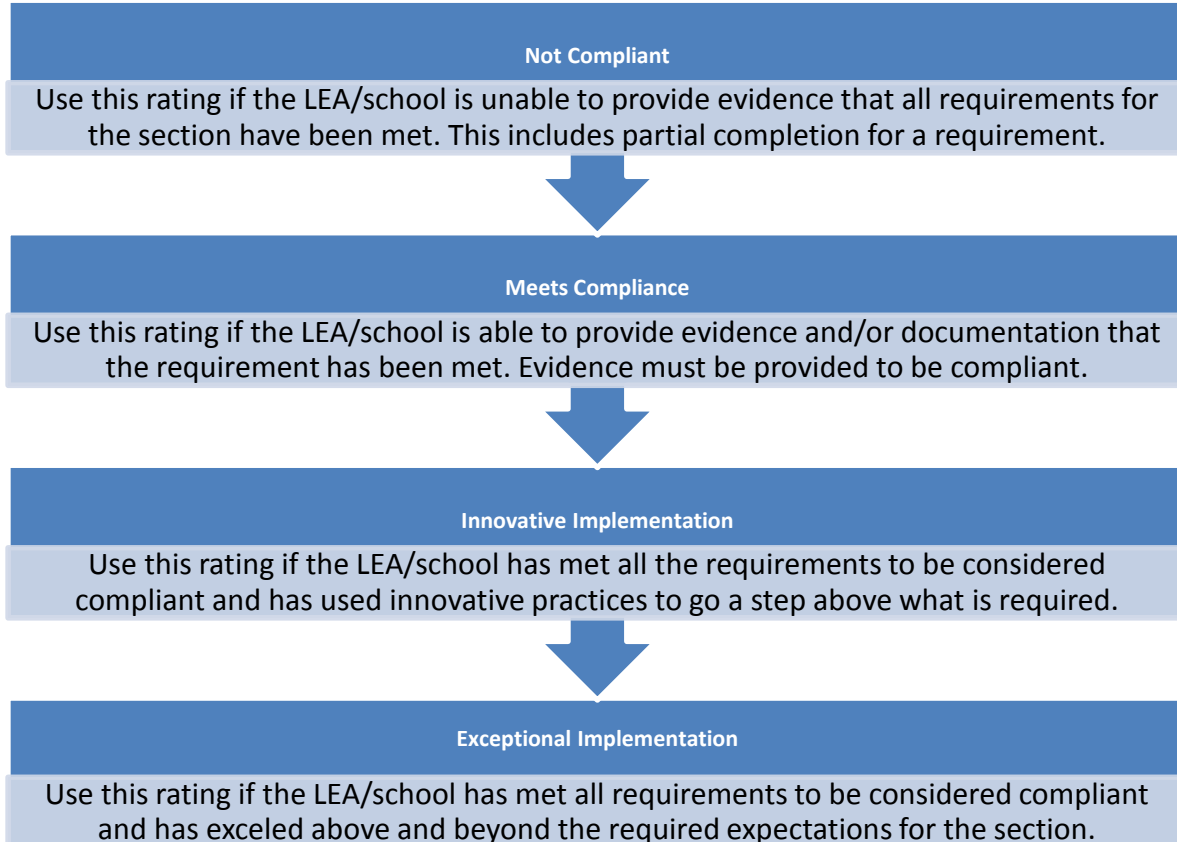 Not Compliant
Use this rating if the LEA/school is unable to provide evidence that all requirements for
the section have been met. This includes partial completion for a requirement.
Meets Compliance
Use this rating if the LEA/school is able to provide evidence and/or documentation that
the requirement has been met. Evidence must be provided to be compliant.
Innovative Implementation
Use this rating if the LEA/school has met all the requirements to be considered
compliant and has used innovative practices to go a step above what is required.
Exceptional Implementation
Use this rating if the LEA/school has met all requirements to be considered compliant
and has exceled above and beyond the required expectations for the section.